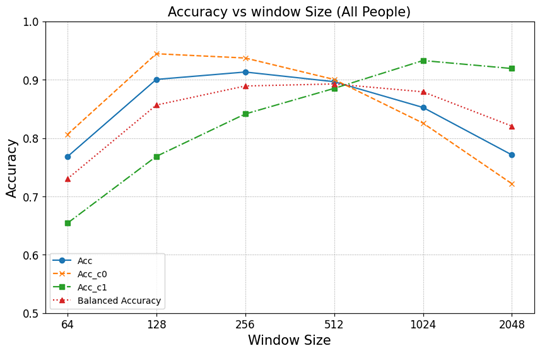 Accuracy vs window Size (All People)
1.0
0.9
0.8
0.7
0.6
0.5
Accuracy
Acc
Acc_c0
Acc_c1
Balanced Accuracy
64 128 256 512 1024 2048
Window Size